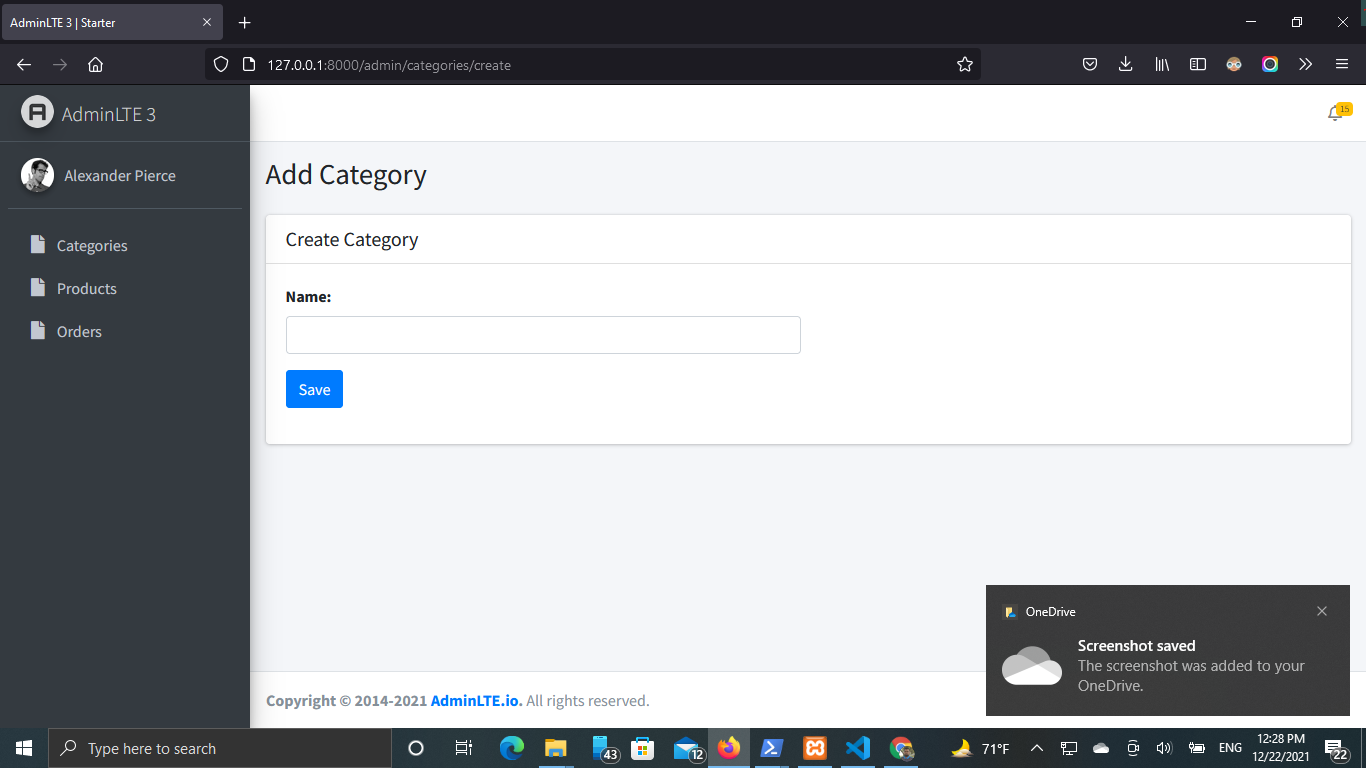 AdminLTE 3 | Starter
127.0.0.1:8000/admin/categories/create
AdminLTE 3
15
Alexander Pierce
Categories
Products
Orders
Add Category
Create Category
Name:
Save
OneDrive
Screenshot saved
The screenshot was added to your
OneDrive.
Copyright © 2014-2021 AdminLTE.io. All rights reserved.
Type here to search
43
12
71°F
ENG
12:28 PM
12/22/2021
22